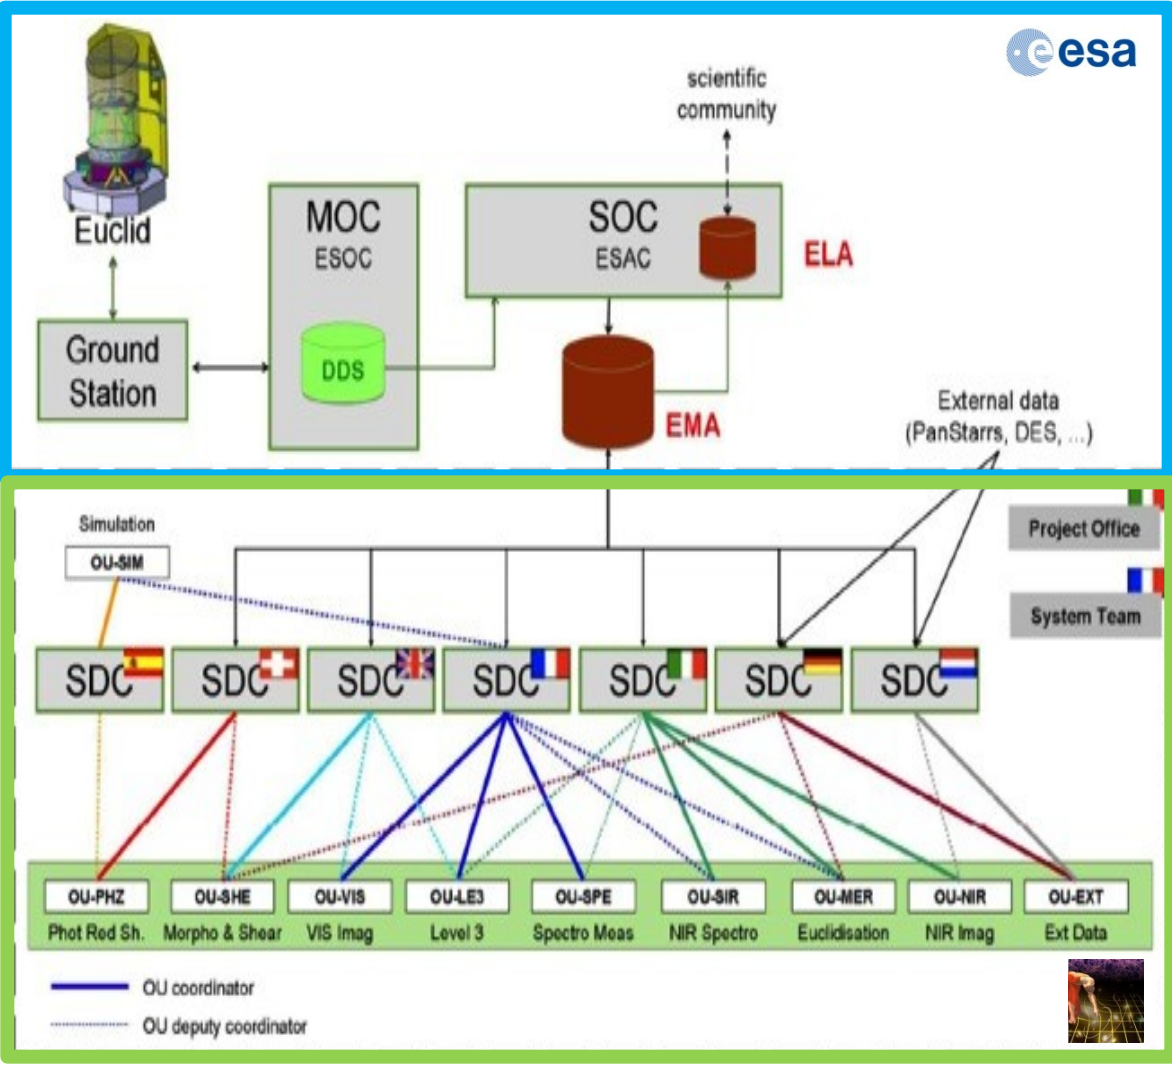 esa
scientific
community
Euclid
MOC
ESOC
SOC
ESAC
ELA
Ground
Station
DDS
EMA
External data
(PanStarrs, DES, ...)
Simulation
OU-SIM
Project Office
System Team
SDC SDC SDC SDC SDC SDC SDC
OU-PHZ OU-SHE OU-VIS OU-LE3 OU-SPE OU-SIR OU-MER OU-NIR OU-EXT
Phot Red Sh. Morpho & Shear VIS Imag Level 3 Spectro Meas NIR Spectro Euclidisation NIR Imag Ext Data
OU coordinator
OU deputy coordinator